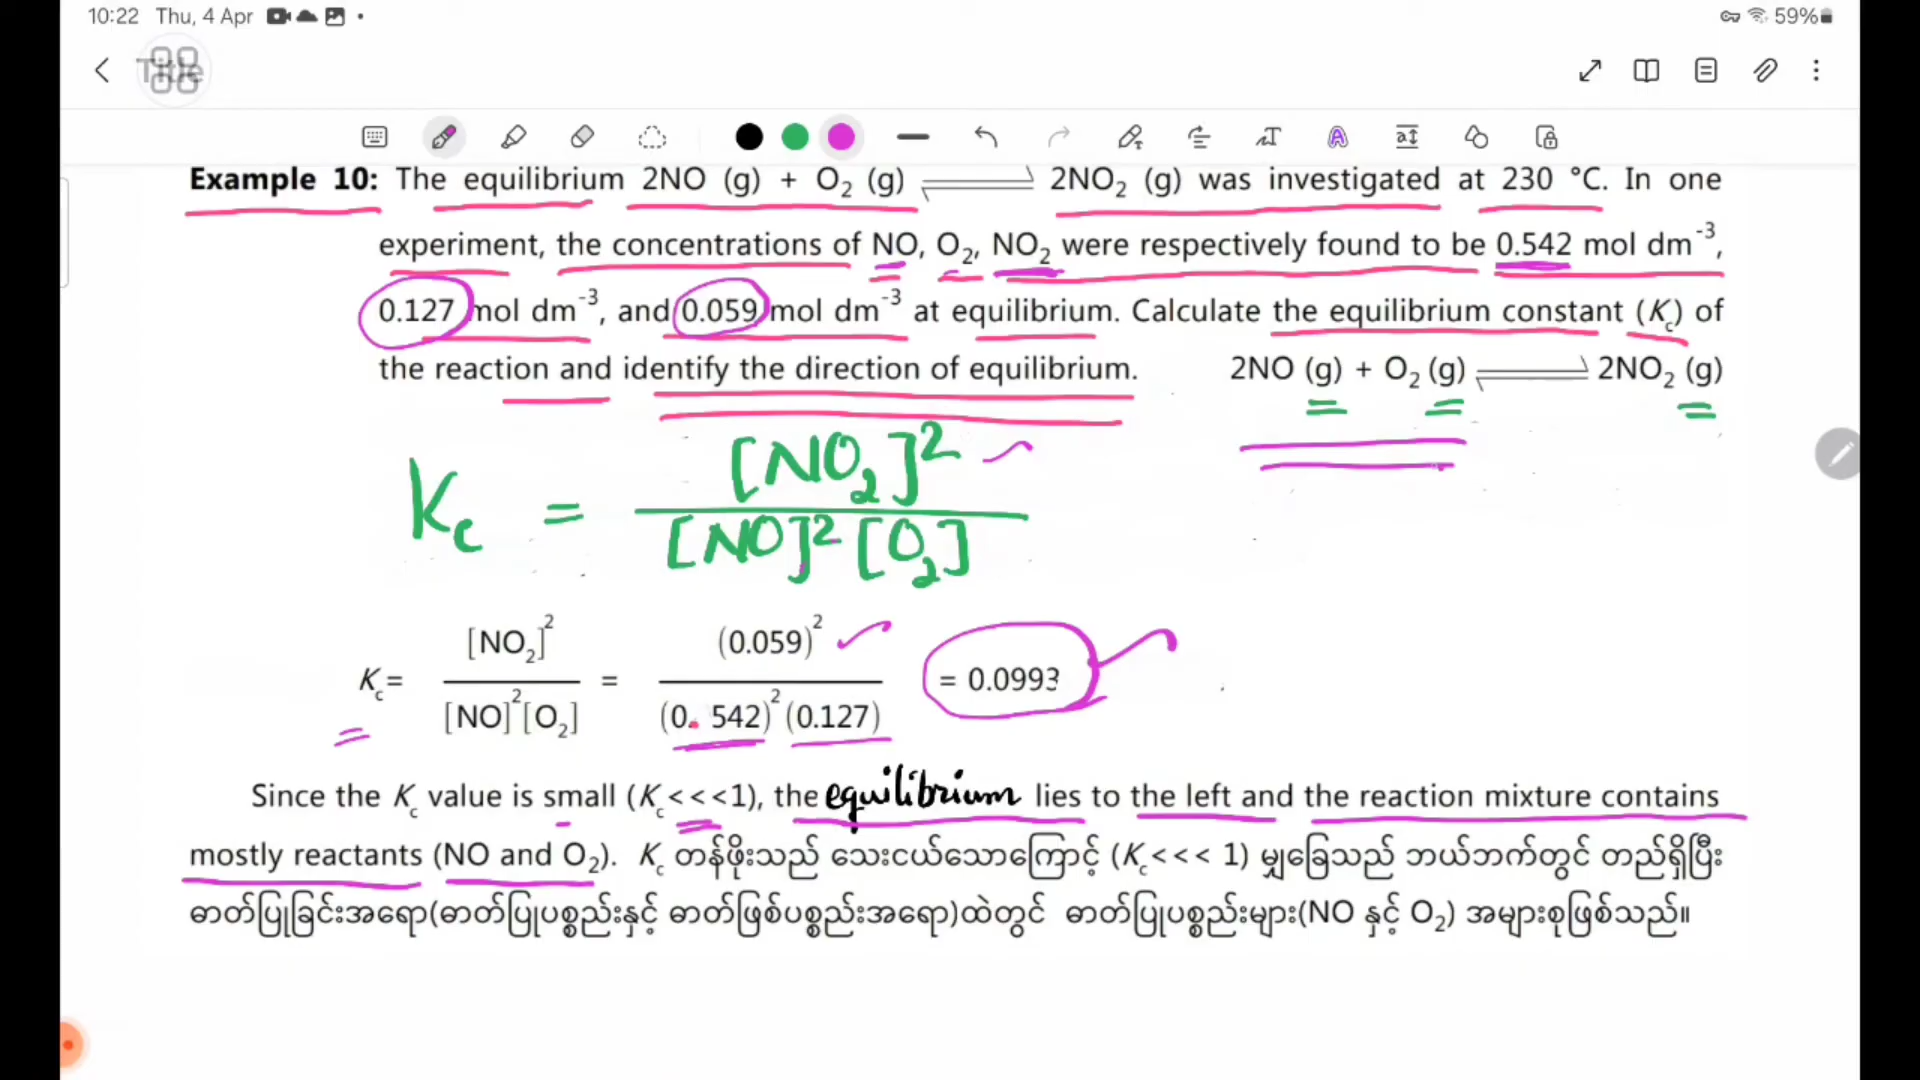 10:22 Thu, 4 Apr
59%
Title
Example 10: The equilibrium 2NO (g) + O₂ (g) ⇌ 2NO₂ (g) was investigated at 230 °C. In one
experiment, the concentrations of NO, O₂, NO₂ were respectively found to be 0.542 mol dm⁻³,
0.127 mol dm⁻³, and 0.059 mol dm⁻³ at equilibrium. Calculate the equilibrium constant (K꜀) of
the reaction and identify the direction of equilibrium. 2NO (g) + O₂ (g) ⇌ 2NO₂ (g)
K꜀ = [NO₂]² / [NO]² [O₂]
K꜀ = [NO₂]² / [NO]²[O₂] = (0.059)² / (0. 542)² (0.127) = 0.0993
Since the K꜀ value is small (K꜀<<<1), the equilibrium lies to the left and the reaction mixture contains
mostly reactants (NO and O₂). K꜀ တန်ဖိုးသည် သေးငယ်သောကြောင့် (K꜀<<< 1) မျှခြေသည် ဘယ်ဘက်တွင် တည်ရှိပြီး
ဓာတ်ပြုခြင်းအရော(ဓာတ်ပြုပစ္စည်းနှင့် ဓာတ်ဖြစ်ပစ္စည်းအရော)ထဲတွင် ဓာတ်ပြုပစ္စည်းများ(NO နှင့် O₂) အများစုဖြစ်သည်။